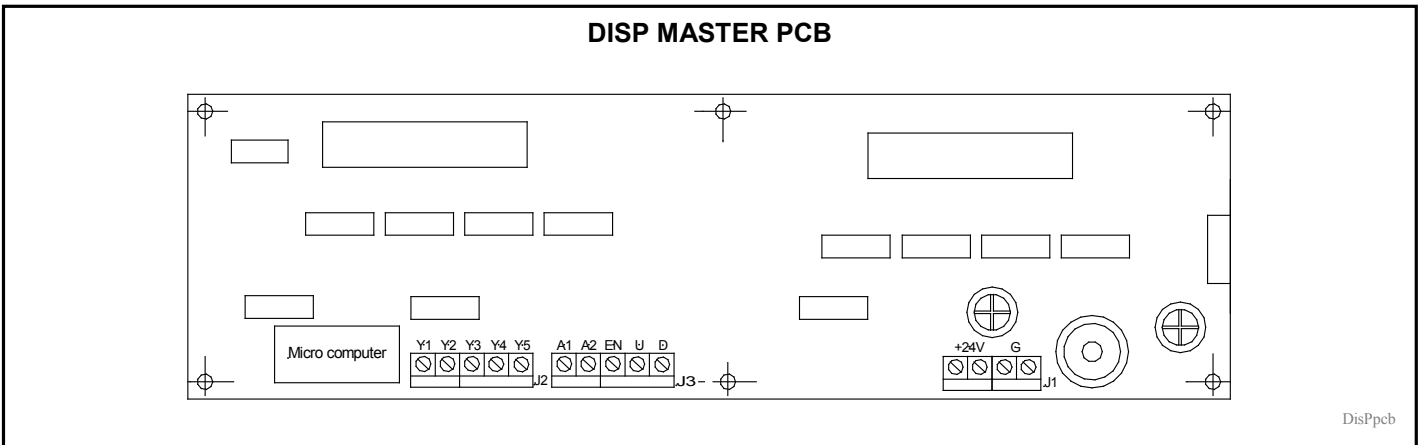 DISP MASTER PCB
Micro computer
Y1 Y2 Y3 Y4 Y5
J2
A1 A2 EN U D
J3
+24V G
J1
DisPpcb